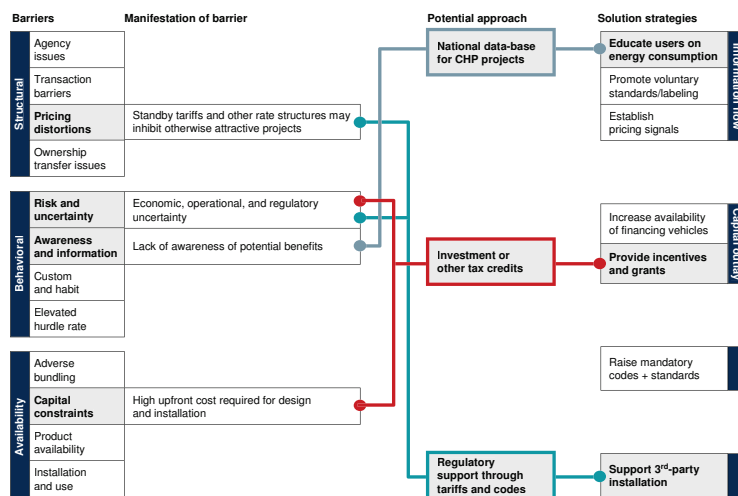 Barriers
Manifestation of barrier
Potential approach
Solution strategies
Structural
Agency
issues
Transaction
barriers
Pricing
distortions
Ownership
transfer issues
Standby tariffs and other rate structures may
inhibit otherwise attractive projects
Behavioral
Risk and
uncertainty
Awareness
and information
Custom
and habit
Elevated
hurdle rate
Economic, operational, and regulatory
uncertainty
Lack of awareness of potential benefits
Availability
Adverse
bundling
Capital
constraints
Product
availability
Installation
and use
High upfront cost required for design
and installation
National data-base
for CHP projects
Investment or
other tax credits
Regulatory
support through
tariffs and codes
Educate users on
energy consumption
Promote voluntary
standards/labeling
Establish
pricing signals
Information flow
Increase availability
of financing vehicles
Provide incentives
and grants
Capital outlay
Raise mandatory
codes + standards
Support 3rd-party
installation